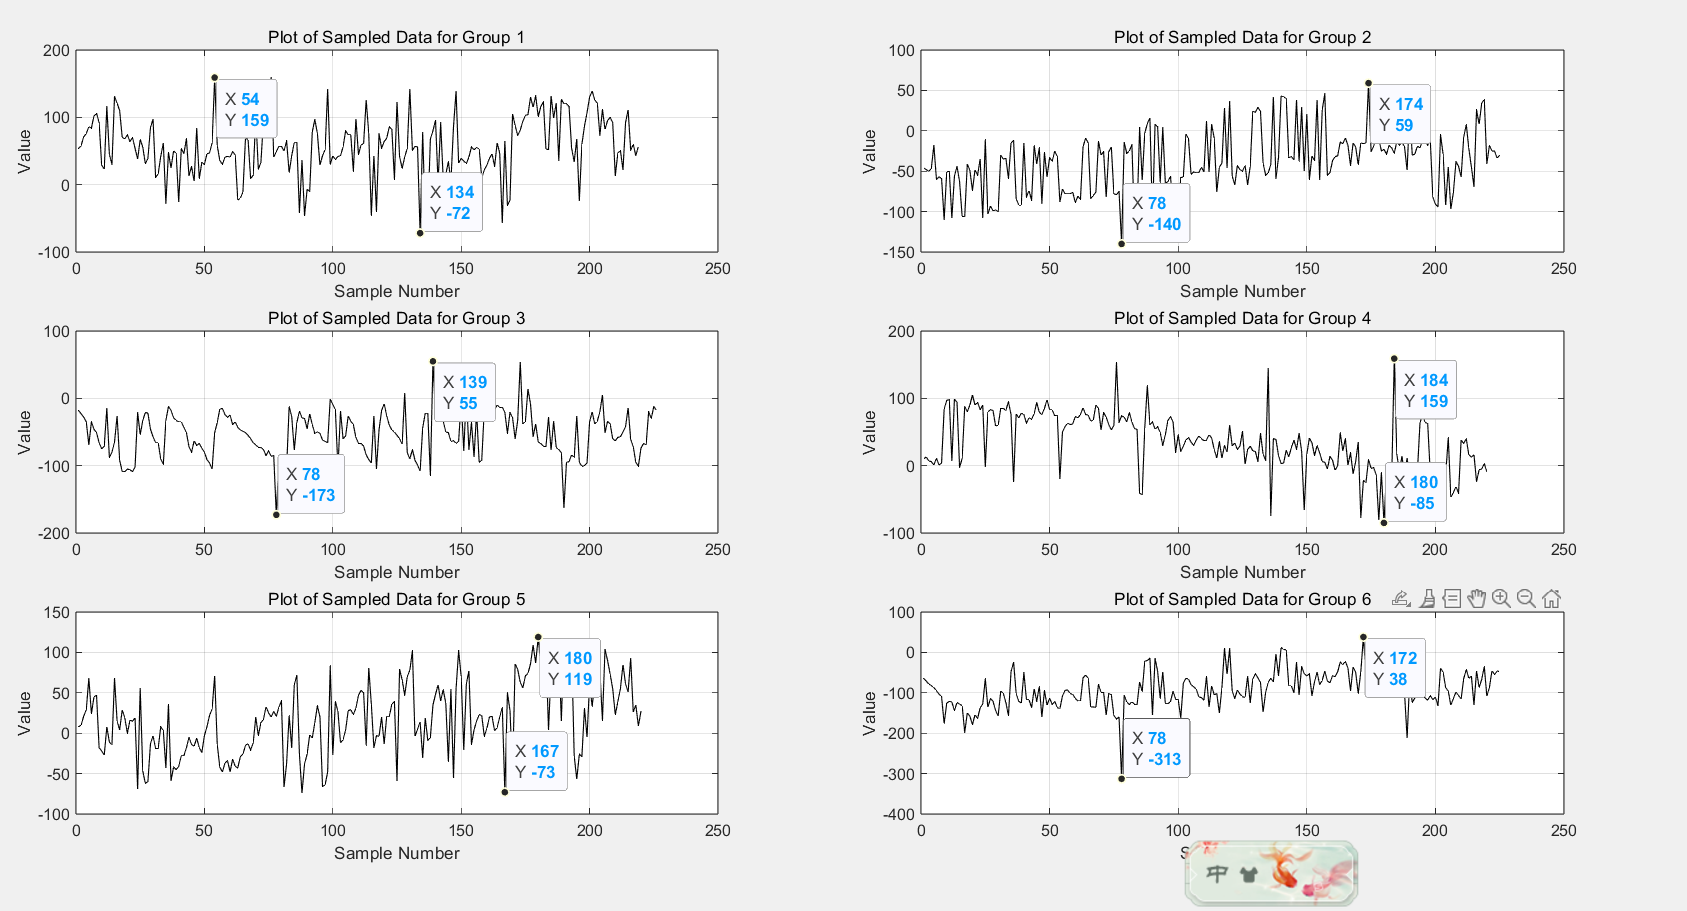 Plot of Sampled Data for Group 1
200
100
0
-100
Value
X 54
Y 159
X 134
Y -72
0 50 100 150 200 250
Sample Number
Plot of Sampled Data for Group 2
100
50
0
-50
-100
-150
Value
X 174
Y 59
X 78
Y -140
0 50 100 150 200 250
Sample Number
Plot of Sampled Data for Group 3
100
0
-100
-200
Value
X 139
Y 55
X 78
Y -173
0 50 100 150 200 250
Sample Number
Plot of Sampled Data for Group 4
200
100
0
-100
Value
X 184
Y 159
X 180
Y -85
0 50 100 150 200 250
Sample Number
Plot of Sampled Data for Group 5
150
100
50
0
-50
-100
Value
X 180
Y 119
X 167
Y -73
0 50 100 150 200 250
Sample Number
Plot of Sampled Data for Group 6
100
0
-100
-200
-300
-400
Value
X 172
Y 38
X 78
Y -313
0 50 100 150 200 250
中